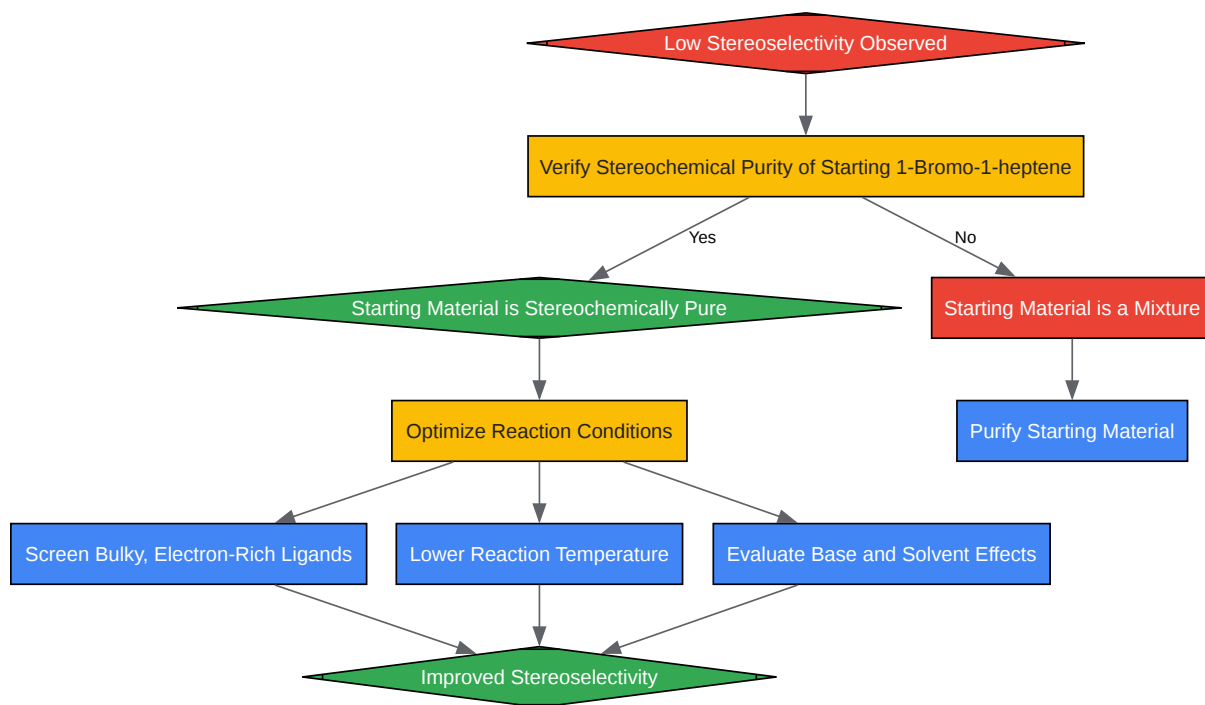 Low Stereoselectivity Observed
Verify Stereochemical Purity of Starting 1-Bromo-1-heptene
Yes
No
Starting Material is Stereochemically Pure
Starting Material is a Mixture
Optimize Reaction Conditions
Purify Starting Material
Screen Bulky, Electron-Rich Ligands
Lower Reaction Temperature
Evaluate Base and Solvent Effects
Improved Stereoselectivity